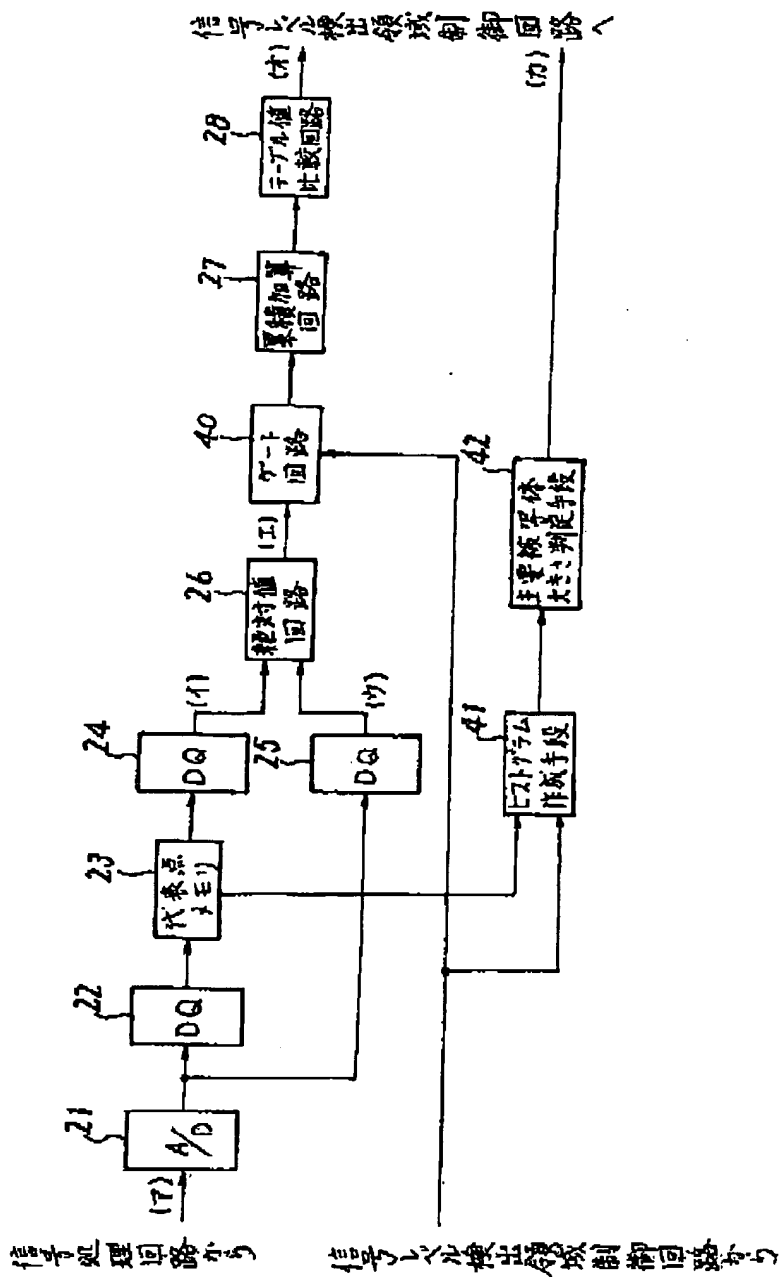 信号処理回路から
(ア)
21
A/D
22
DQ
23
代表点
メモリ
24
DQ
(イ)
25
DQ
(ウ)
26
絶対値
回路
(エ)
40
ゲート
回路
27
累積加算
回路
28
テーブル値
比較回路
(オ)
信号レベル検出領域制御回路へ
信号レベル検出領域制御回路から
41
ヒストグラム
作成手段
42
主要被写体
大きさ判定手段
(カ)